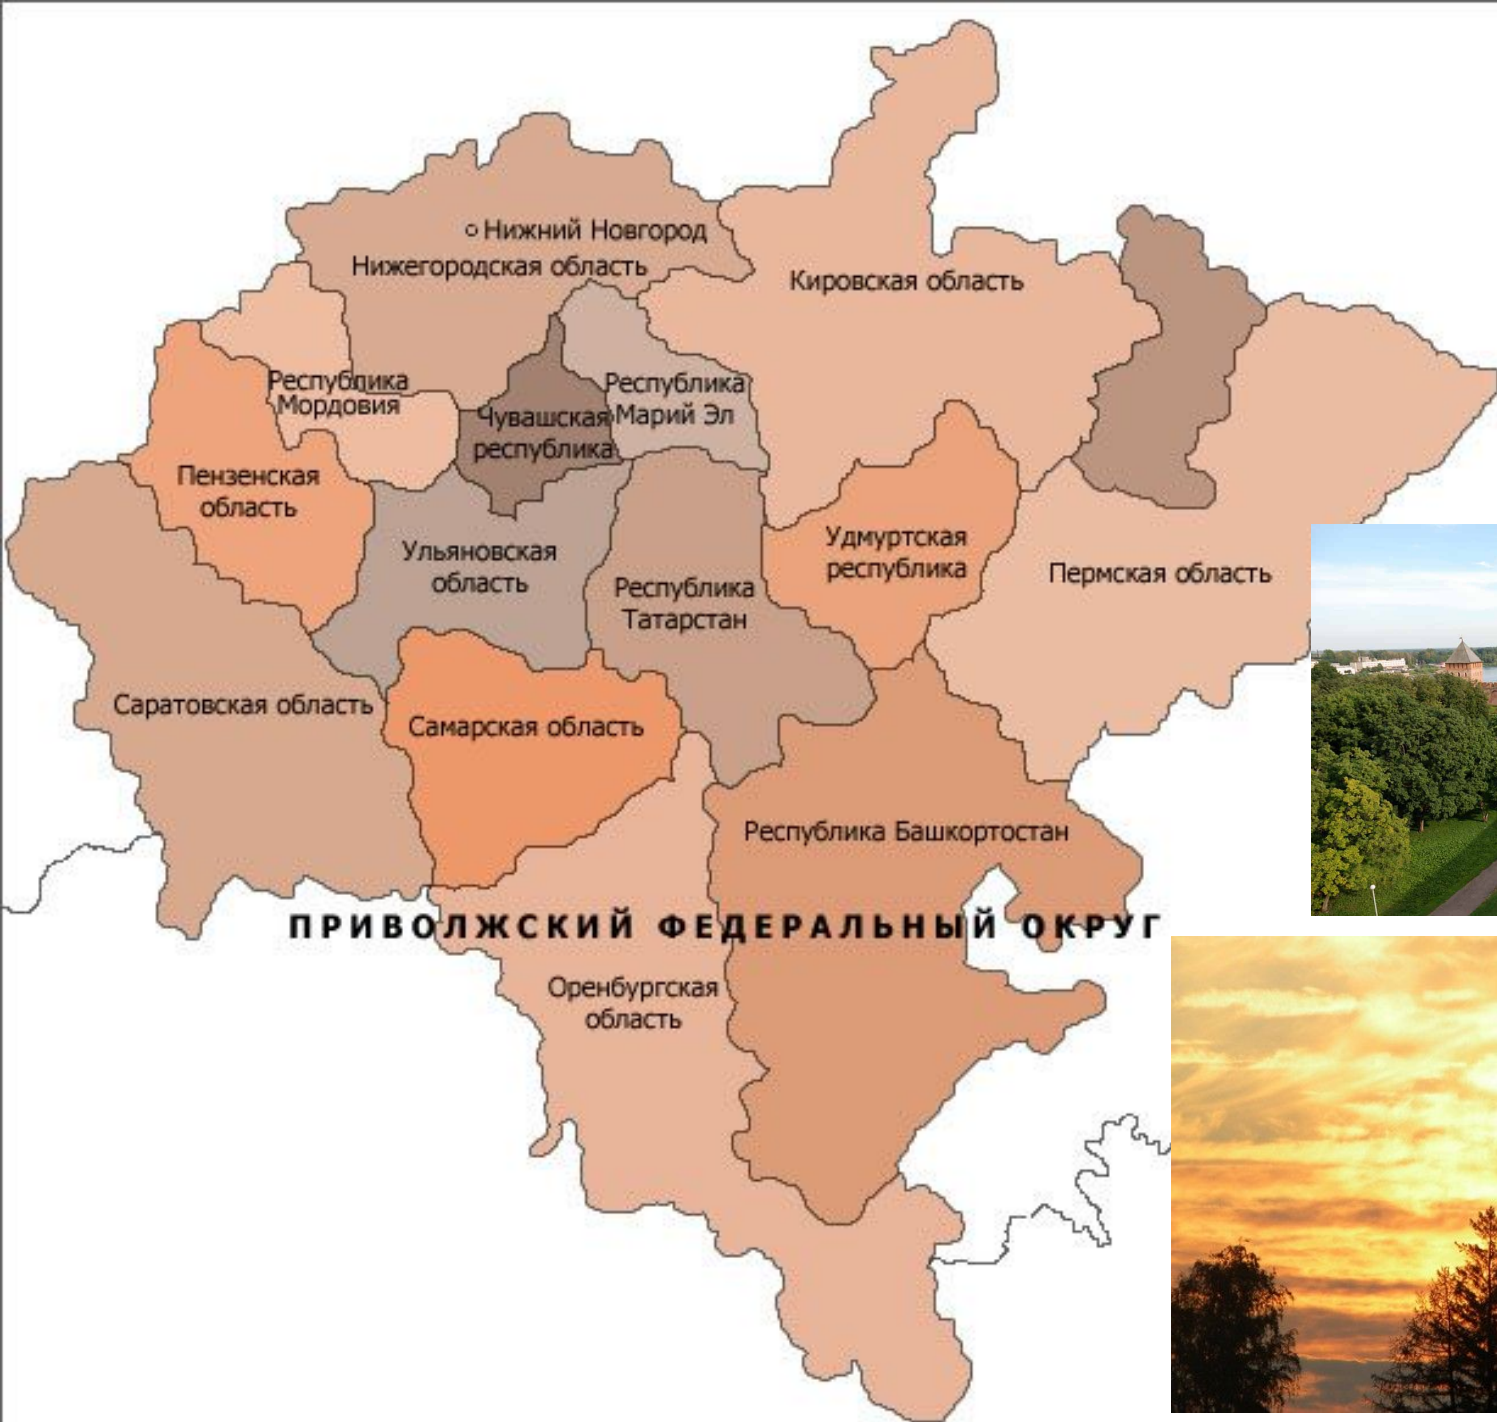 Нижний Новгород
Нижегородская область
Кировская область
Республика
Мордовия
Чувашская
республика
Республика
Марий Эл
Пензенская
область
Ульяновская
область
Республика
Татарстан
Удмуртская
республика
Пермская область
Саратовская область
Самарская область
Республика Башкортостан
ПРИВОЛЖСКИЙ ФЕДЕРАЛЬНЫЙ ОКРУГ
Оренбургская
область